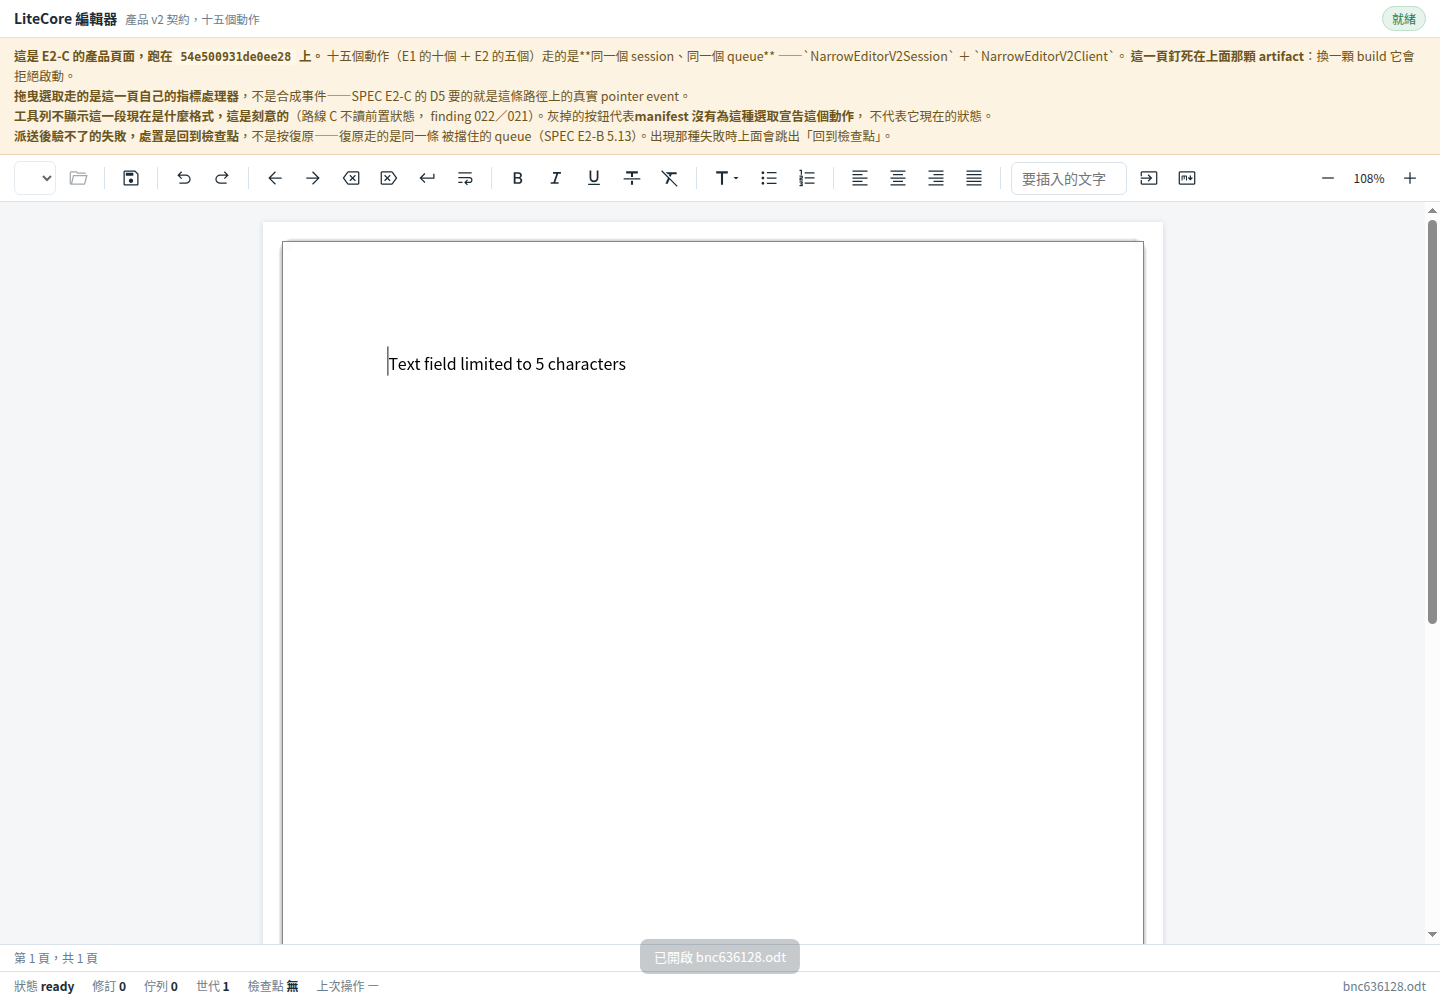 LiteCore 編輯器 產品 v2 契約，十五個動作 就緒
這是 E2-C 的產品頁面，跑在 54e500931de0ee28 上。 十五個動作（E1 的十個 ＋ E2 的五個）走的是**同一個 session、同一個 queue** ——`NarrowEditorV2Session` ＋ `NarrowEditorV2Client`。 這一頁釘死在上面那顆 artifact：換一顆 build 它會
拒絕啟動。
拖曳選取走的是這一頁自己的指標處理器，不是合成事件——SPEC E2-C 的 D5 要的就是這條路徑上的真實 pointer event。
工具列不顯示這一段現在是什麼格式，這是刻意的（路線 C 不讀前置狀態， finding 022／021）。灰掉的按鈕代表manifest 沒有為這種選取宣告這個動作， 不代表它現在的狀態。
派送後驗不了的失敗，處置是回到檢查點，不是按復原——復原走的是同一條 被擋住的 queue（SPEC E2-B 5.13）。出現那種失敗時上面會跳出「回到檢查點」。
要插入的文字 108%
Text field limited to 5 characters
已開啟 bnc636128.odt
第 1 頁，共 1 頁
狀態 ready 修訂 0 佇列 0 世代 1 檢查點 無 上次操作 — bnc636128.odt